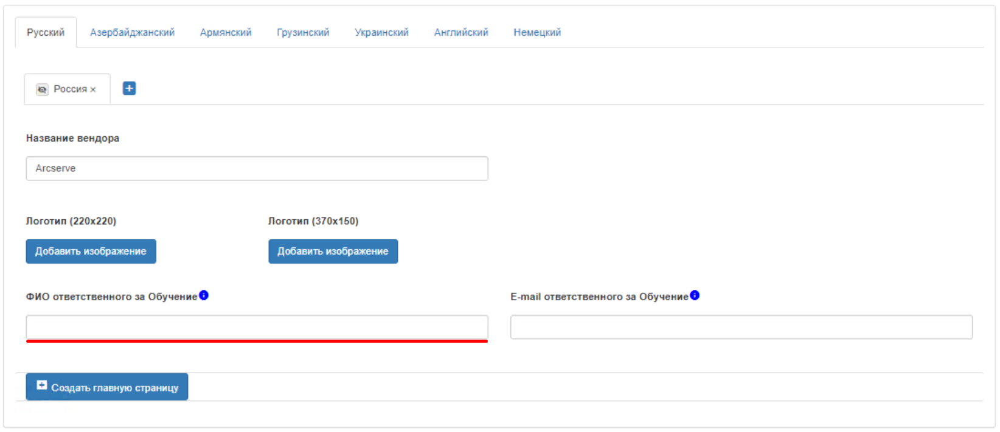 Русский Азербайджанский Армянский Грузинский Украинский Английский Немецкий
Россия ×
Название вендора
Arcserve
Логотип (220x220) Логотип (370x150)
Добавить изображение Добавить изображение
ФИО ответственного за Обучение E-mail ответственного за Обучение
Создать главную страницу